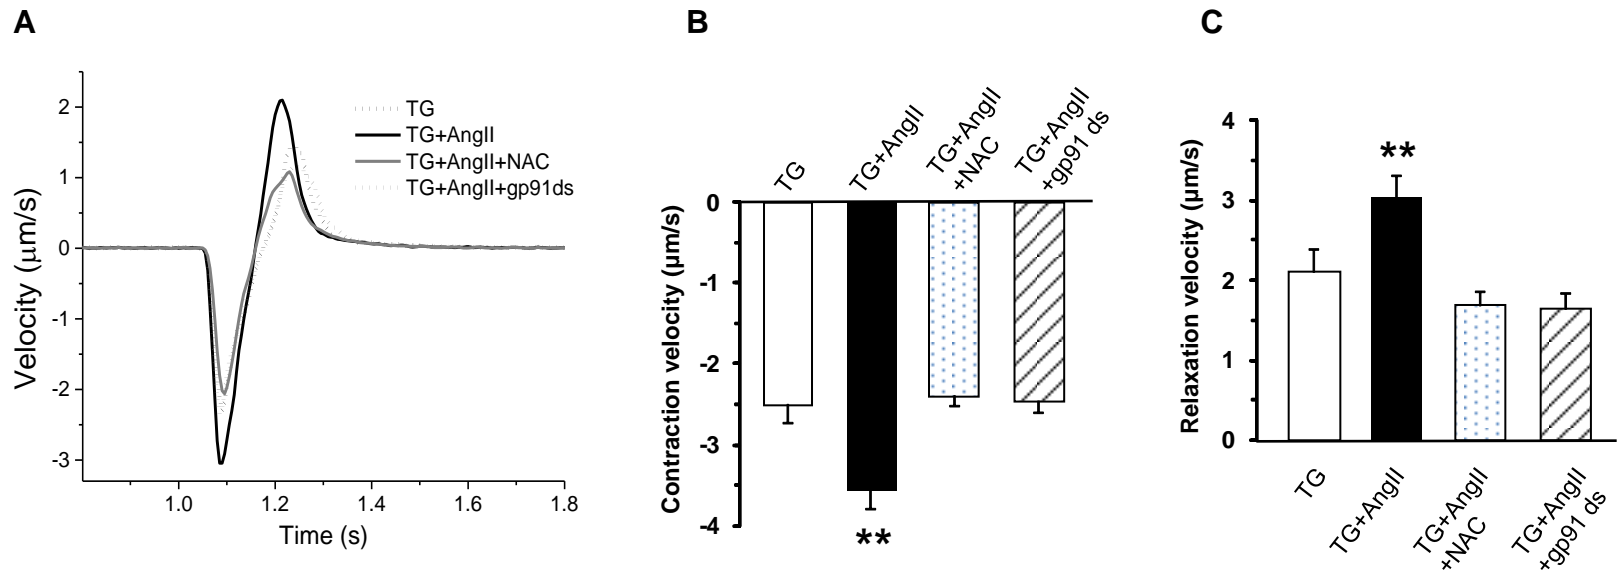 A
B
C
TG
TG+AngII
TG+AngII+NAC
TG+AngII+gp91ds
2
1
0
-1
-2
-3
1.0
1.2
1.4
1.6
1.8
Velocity (μm/s)
Time (s)
TG
TG+AngII
TG+AngII
+NAC
TG+AngII
+gp91 ds
0
-1
-2
-3
-4
Contraction velocity (μm/s)
**
4
3
2
1
0
Relaxation velocity (μm/s)
**
TG
TG+AngII
TG+AngII
+NAC
TG+AngII
+gp91 ds